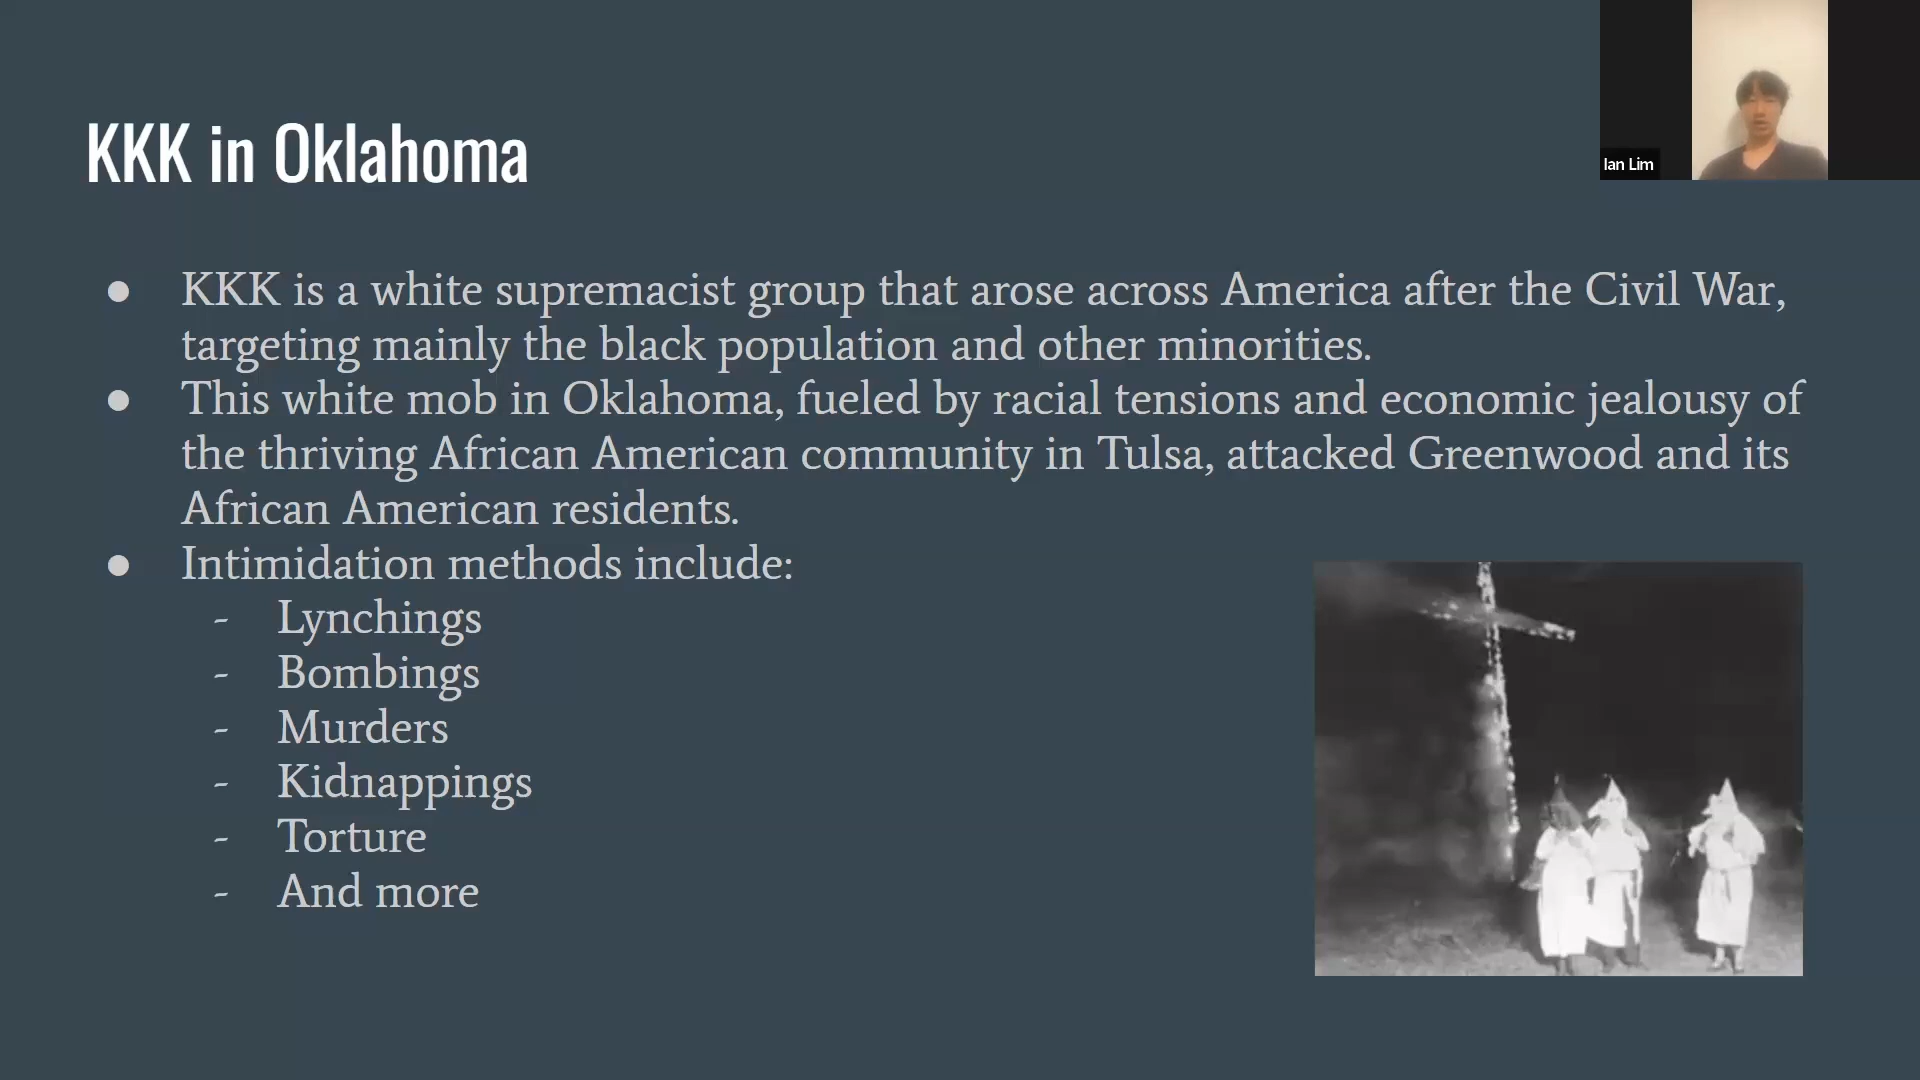 KKK in Oklahoma
Ian Lim
● KKK is a white supremacist group that arose across America after the Civil War,
targeting mainly the black population and other minorities.
● This white mob in Oklahoma, fueled by racial tensions and economic jealousy of
the thriving African American community in Tulsa, attacked Greenwood and its
African American residents.
● Intimidation methods include:
- Lynchings
- Bombings
- Murders
- Kidnappings
- Torture
- And more